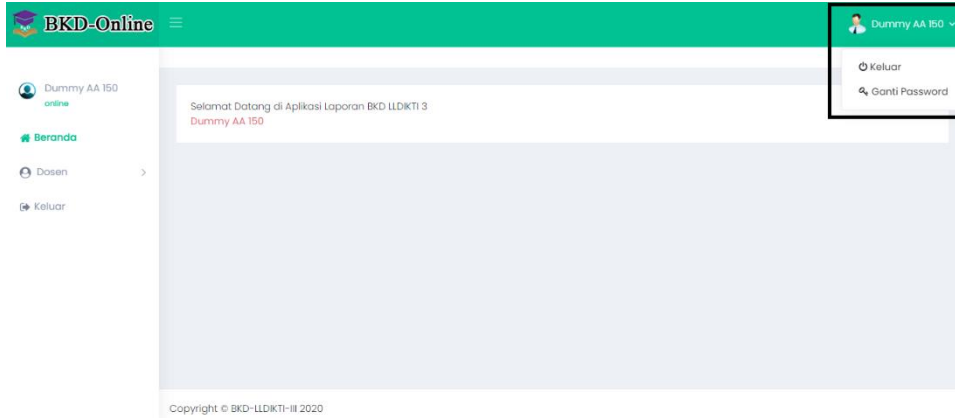 BKD-Online
Dummy AA 150
Keluar
Ganti Password
Dummy AA 150
online
Beranda
Dosen
Keluar
Selamat Datang di Aplikasi Laporan BKD LLDIKTI 3
Dummy AA 150
Copyright © BKD-LLDIKTI-III 2020